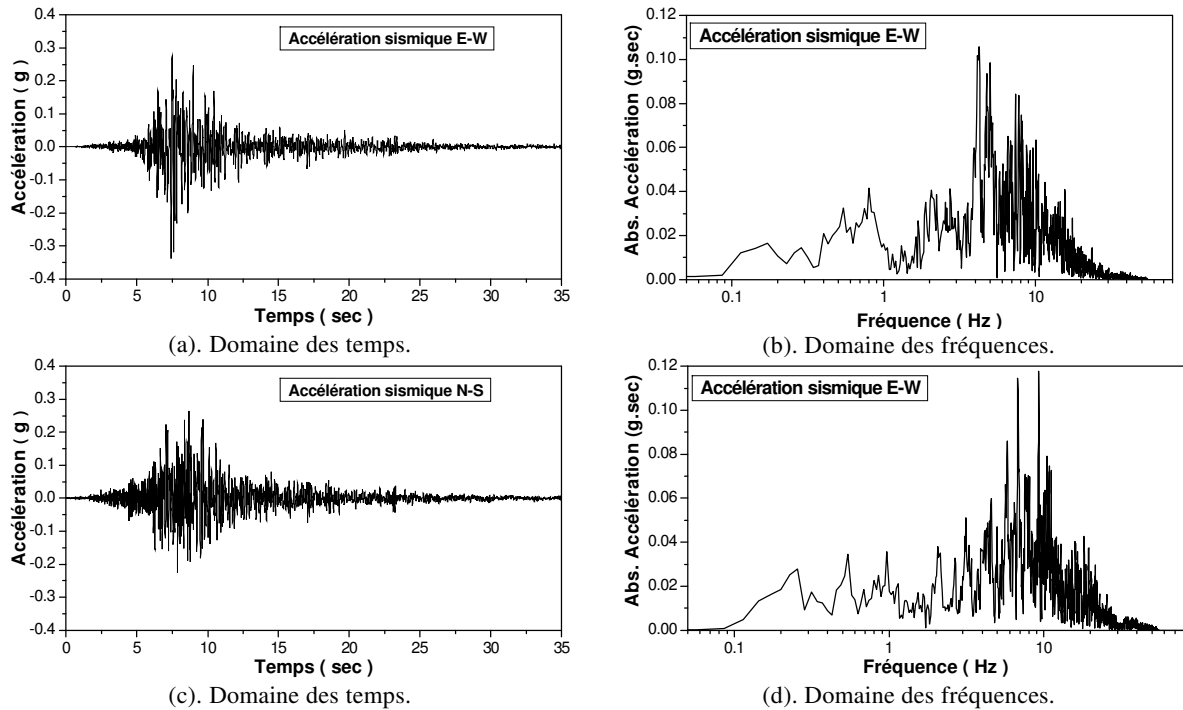 0.4
0.3
0.2
0.1
0.0
-0.1
-0.2
-0.3
-0.4
Accélération ( g )
Accélération sismique E-W
0 5 10 15 20 25 30 35
Temps ( sec )
(a). Domaine des temps.
0.12
0.10
0.08
0.06
0.04
0.02
0.00
Abs. Accélération (g.sec)
Accélération sismique E-W
0.1 1 10
Fréquence ( Hz )
(b). Domaine des fréquences.
0.4
0.3
0.2
0.1
0.0
-0.1
-0.2
-0.3
-0.4
Accélération ( g )
Accélération sismique N-S
0 5 10 15 20 25 30 35
Temps ( sec )
(c). Domaine des temps.
0.12
0.10
0.08
0.06
0.04
0.02
0.00
Abs. Accélération (g.sec)
Accélération sismique E-W
0.1 1 10
Fréquence ( Hz )
(d). Domaine des fréquences.